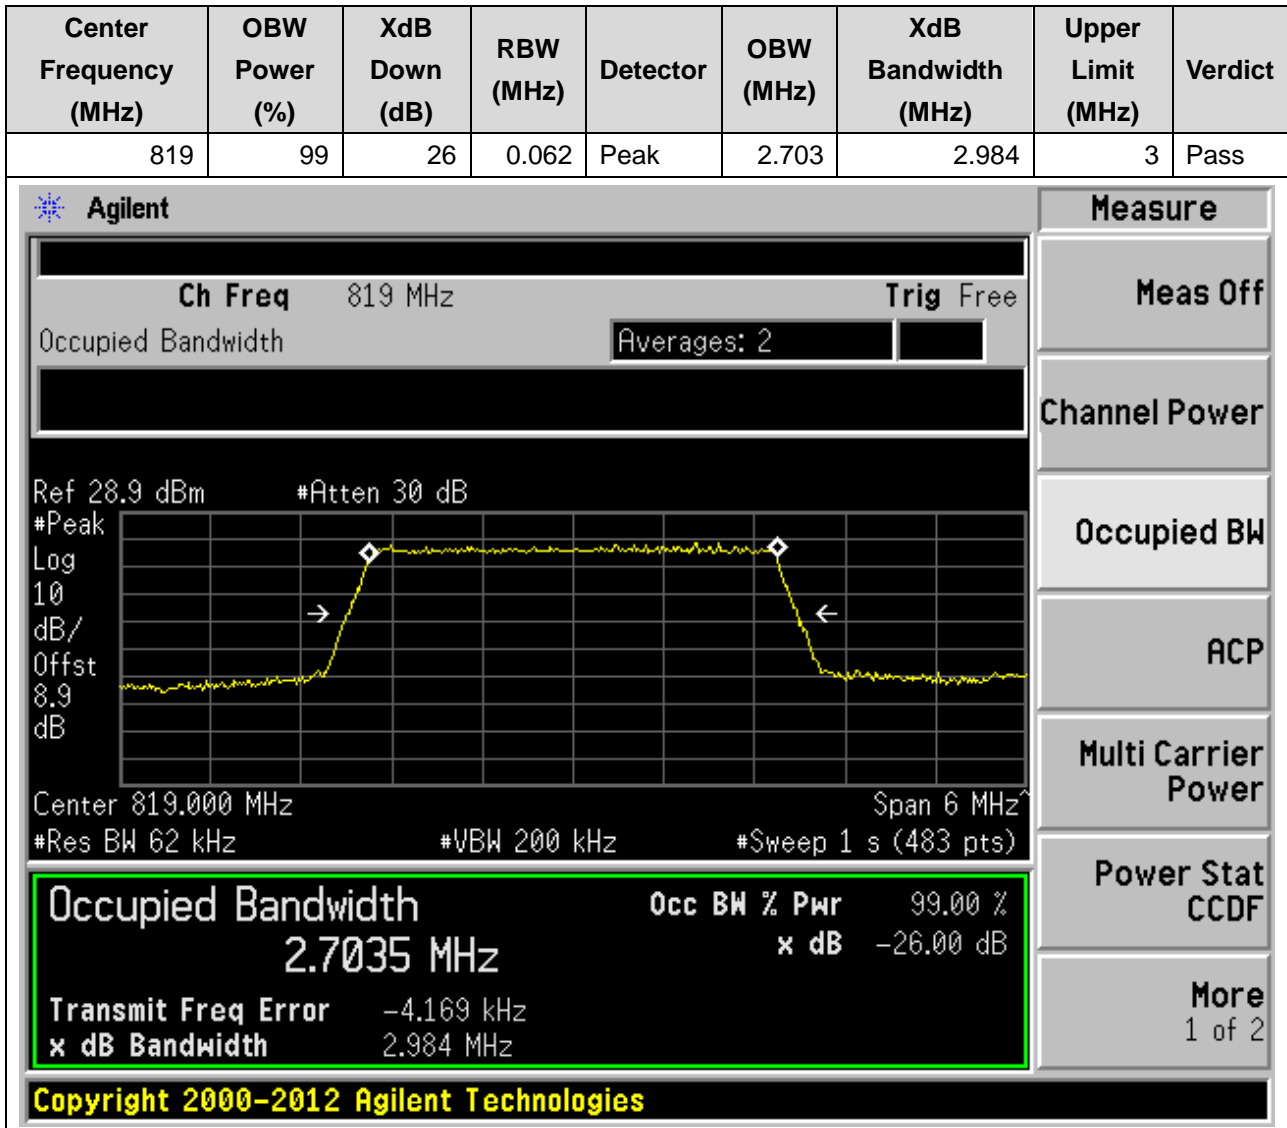 Center Frequency (MHz) OBW Power (%) XdB Down (dB) RBW (MHz) Detector OBW (MHz) XdB Bandwidth (MHz) Upper Limit (MHz) Verdict
819 99 26 0.062 Peak 2.703 2.984 3 Pass
Agilent
Measure
Ch Freq 819 MHz Trig Free
Meas Off
Occupied Bandwidth Averages: 2
Channel Power
Ref 28.9 dBm #Atten 30 dB
#Peak
Log
10
dB/
Offst
8.9
dB
Occupied BW
ACP
Multi Carrier
Power
Center 819.000 MHz Span 6 MHz^
#Res BW 62 kHz #VBW 200 kHz #Sweep 1 s (483 pts)
Power Stat
CCDF
Occupied Bandwidth Occ BW % Pwr 99.00 %
2.7035 MHz x dB -26.00 dB
Transmit Freq Error -4.169 kHz
x dB Bandwidth 2.984 MHz
More
1 of 2
Copyright 2000-2012 Agilent Technologies